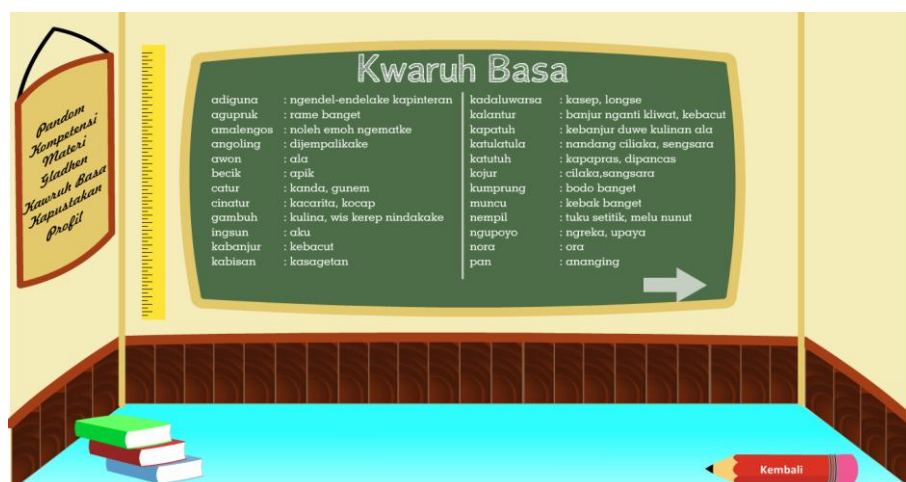 Pandom
Kompetensi
Materi
Gladhen
Kawruh Basa
Kapustakan
Profil
Kwaruh Basa
adiguna : ngendel-endelake kapinteran
agupruk : rame banget
amalengos : noleh emoh ngematke
angoling : dijempalikake
awon : ala
becik : apik
catur : kanda, gunem
cinatur : kacarita, kocap
gambuh : kulina, wis kerep nindakake
ingsun : aku
kabanjur : kebacut
kabisan : kasagetan
kadaluwarsa : kasep, longse
kalantur : banjur nganti kliwat, kebacut
kapatuh : kebanjur duwe kulinan ala
katulatula : nandang ciliaka, sengsara
katutuh : kapapras, dipancas
kojur : cilaka,sangsara
kumprung : bodo banget
muncu : kebak banget
nempil : tuku setitik, melu nunut
ngupoyo : ngreka, upaya
nora : ora
pan : ananging
Kembali